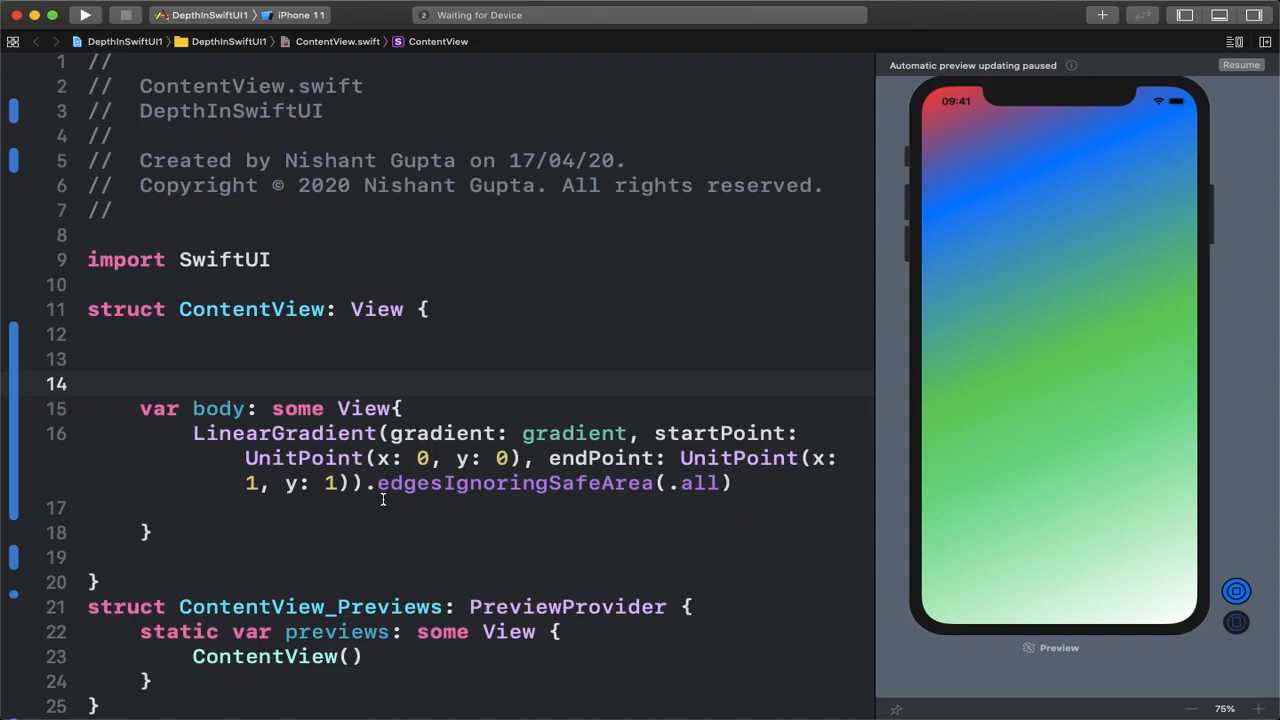 DepthInSwiftUI1 iPhone 11 2 Waiting for Device
DepthInSwiftUI1 DepthInSwiftUI1 ContentView.swift S ContentView
1 //
2 // ContentView.swift
3 // DepthInSwiftUI
4 //
5 // Created by Nishant Gupta on 17/04/20.
6 // Copyright © 2020 Nishant Gupta. All rights reserved.
7 //
8
9 import SwiftUI
10
11 struct ContentView: View {
12
13
14
15 var body: some View{
16 LinearGradient(gradient: gradient, startPoint:
UnitPoint(x: 0, y: 0), endPoint: UnitPoint(x:
1, y: 1)).edgesIgnoringSafeArea(.all)
17
18 }
19
20 }
21 struct ContentView_Previews: PreviewProvider {
22 static var previews: some View {
23 ContentView()
24 }
25 }
Automatic preview updating paused Resume
09:41
Preview
75%